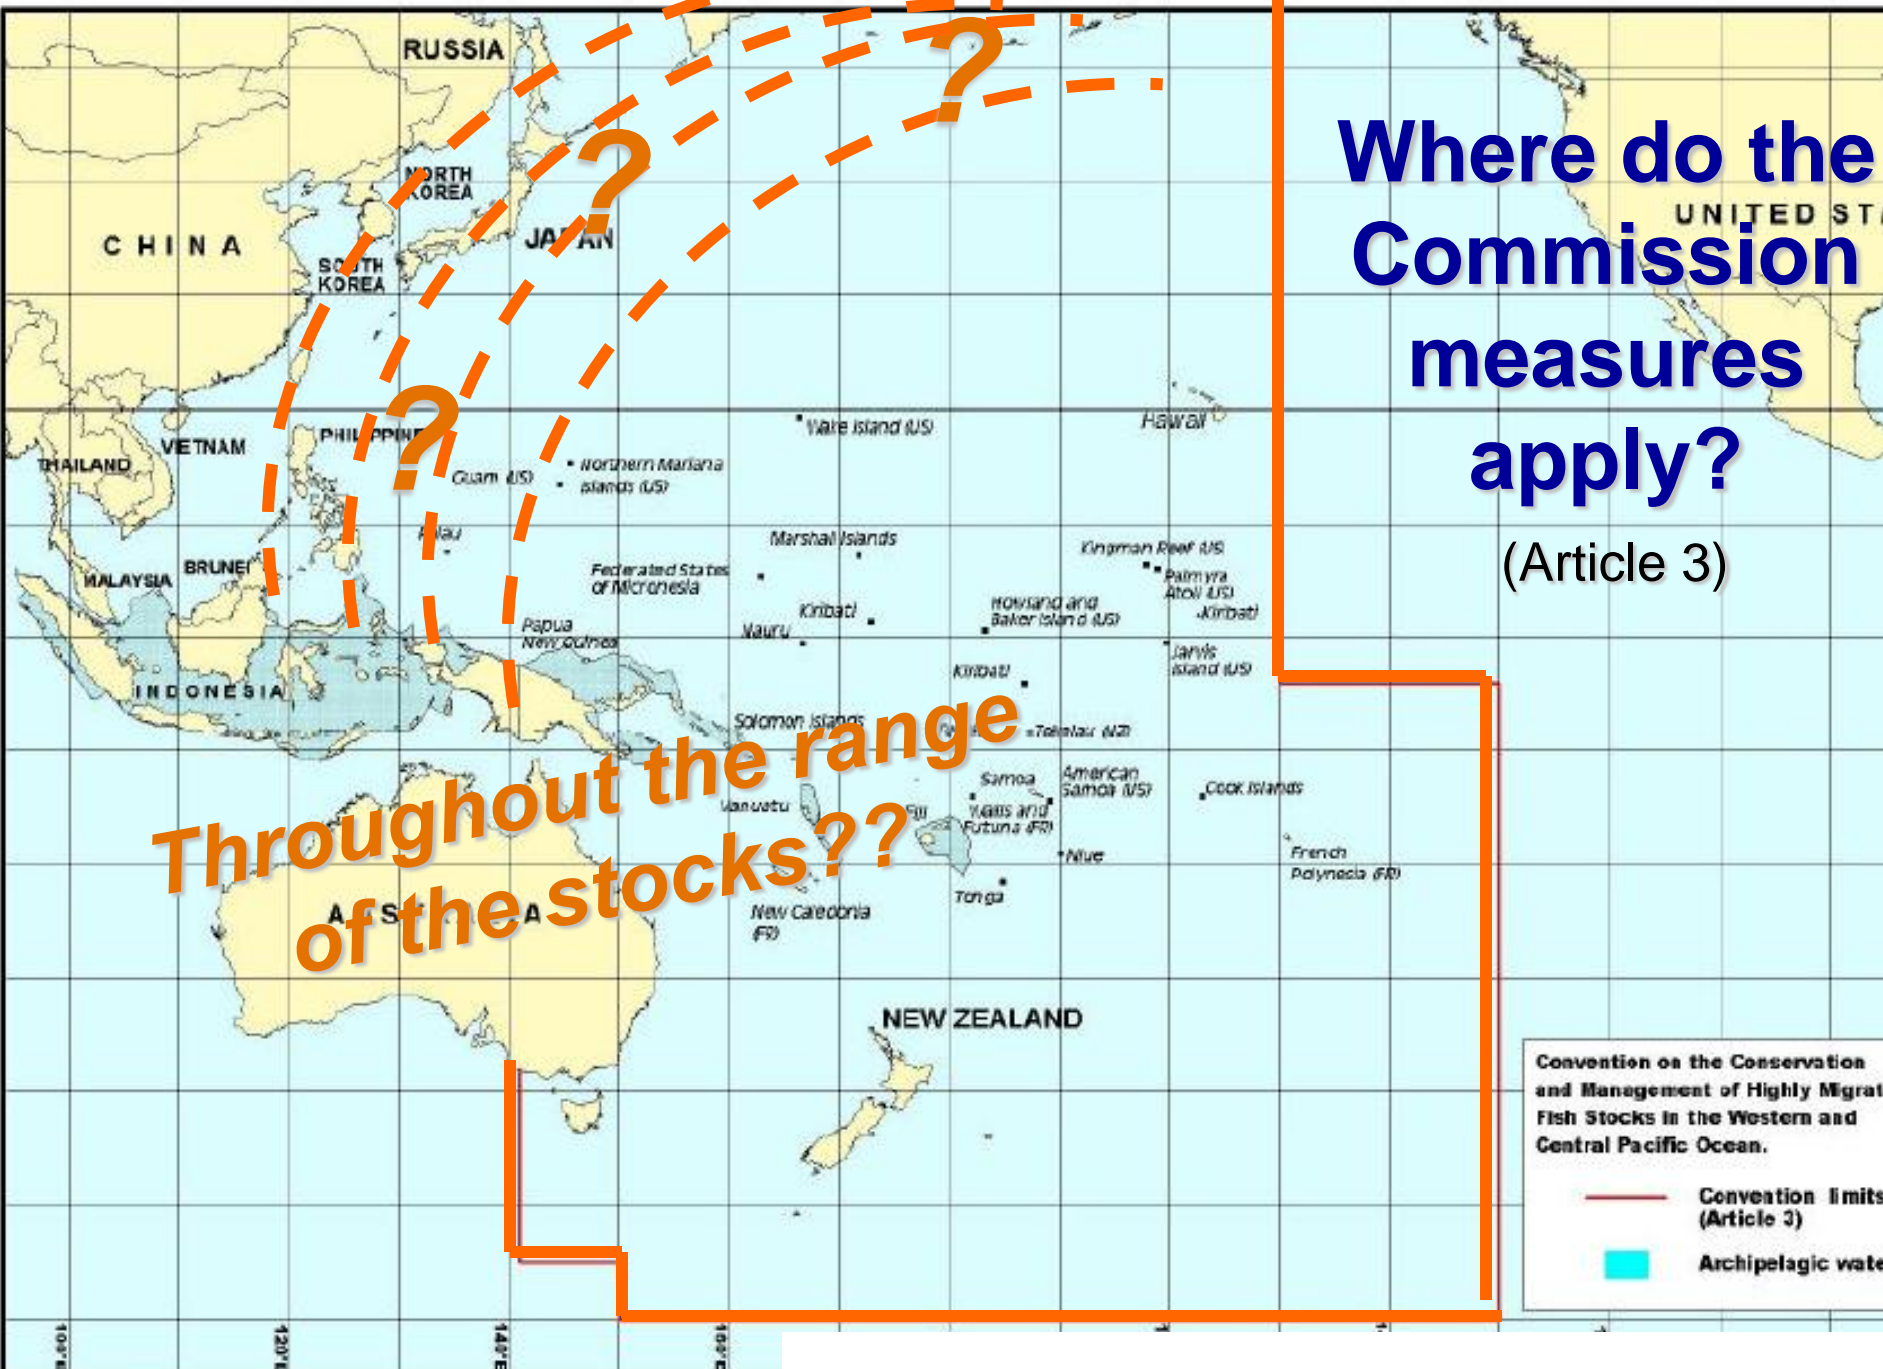 RUSSIA
Where do the
Commission
measures
apply?
(Article 3)
UNITED STA
NORTH
KOREA
CHINA
JAPAN
SOUTH
KOREA
?
?
?
Wake Island (US)
Hawaii
PHILIPPINE
VIETNAM
THAILAND
Guam (US)
Northern Mariana
Islands (US)
Palau
Marshall Islands
Kingman Reef (US)
BRUNEI
MALAYSIA
Federated States
of Micronesia
Palmyra
Atoll (US)
Kiribati
Howland and
Baker Island (US)
Kiribati
Papua
New Guinea
Nauru
Jarvis
Island (US)
Kiribati
INDONESIA
Solomon Islands
Tokelau (NZ)
Throughout the range
of the stocks??
Samoa
American
Samoa (US)
Cook Islands
Vanuatu
Fiji
Wallis and
Futuna (FR)
Niue
French
Polynesia (FR)
Tonga
New Caledonia
(FR)
NEW ZEALAND
Convention on the Conservation
and Management of Highly Migrat
Fish Stocks in the Western and
Central Pacific Ocean.
Convention limits
(Article 3)
Archipelagic wate
100°E
120°E
140°E
160°E